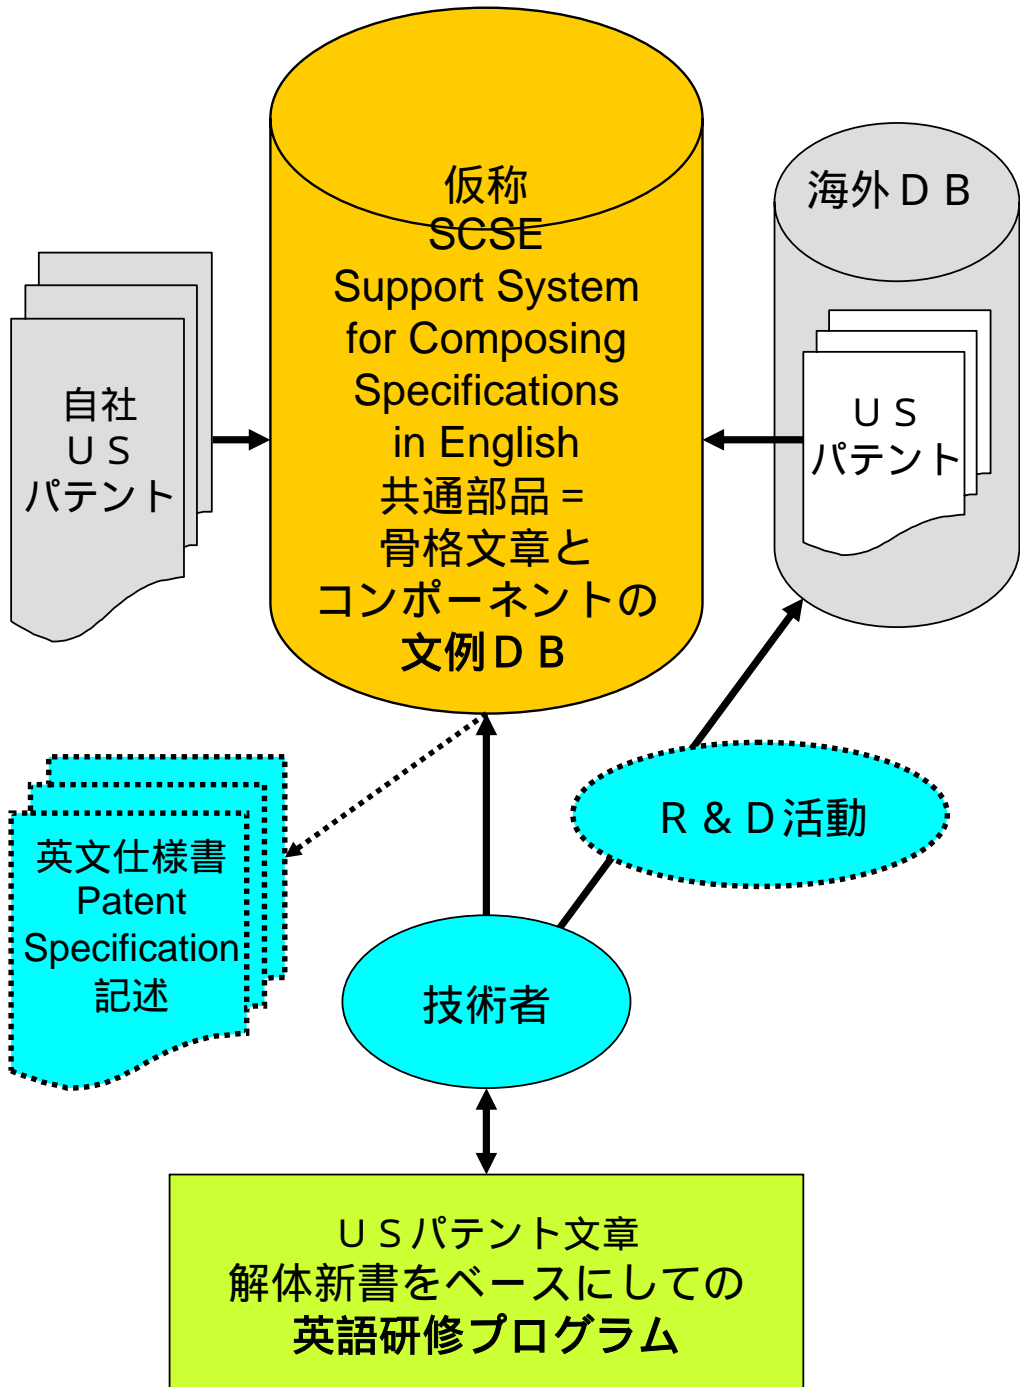 仮称
SCSE
Support System
for Composing
Specifications
in English
共通部品＝
骨格文章と
コンポーネントの
文例ＤＢ
海外ＤＢ
ＵＳ
パテント
自社
ＵＳ
パテント
Ｒ＆Ｄ活動
英文仕様書
Patent
Specification
記述
技術者
ＵＳパテント文章
解体新書をベースにしての
英語研修プログラム